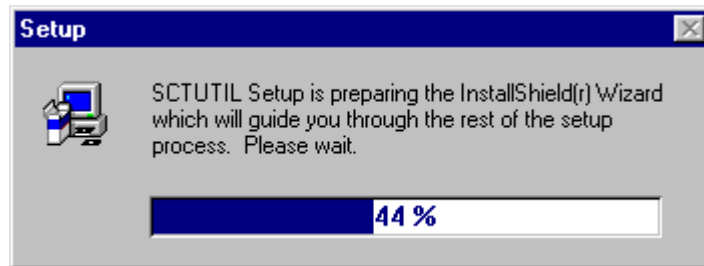 Setup
SCTUTIL Setup is preparing the InstallShield(r) Wizard
which will guide you through the rest of the setup
process.  Please wait.
44 %